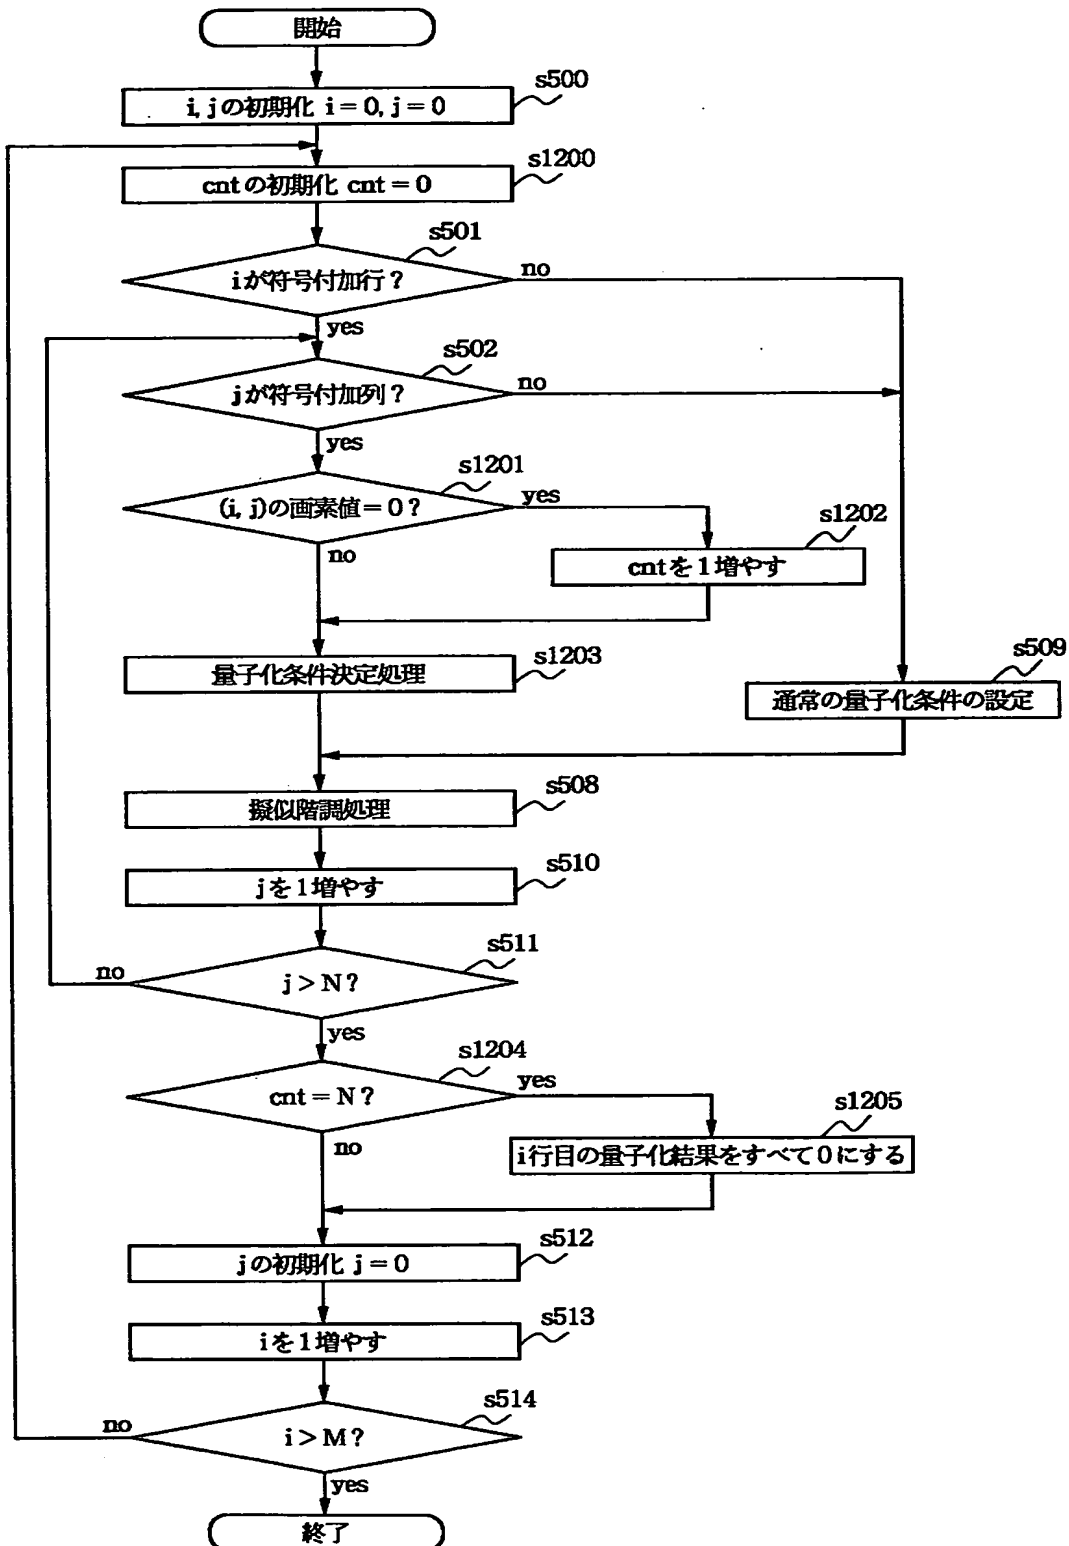 開始
s500
i, jの初期化 i = 0, j = 0
s1200
cntの初期化 cnt = 0
s501
iが符号付加行？
no
yes
s502
jが符号付加列？
no
yes
s1201
(i, j)の画素値 = 0？
yes
no
s1202
cntを1増やす
s1203
量子化条件決定処理
s509
通常の量子化条件の設定
s508
擬似階調処理
s510
jを1増やす
s511
j > N？
no
yes
s1204
cnt = N？
yes
no
s1205
i行目の量子化結果をすべて0にする
s512
jの初期化 j = 0
s513
iを1増やす
s514
i > M？
no
yes
終了